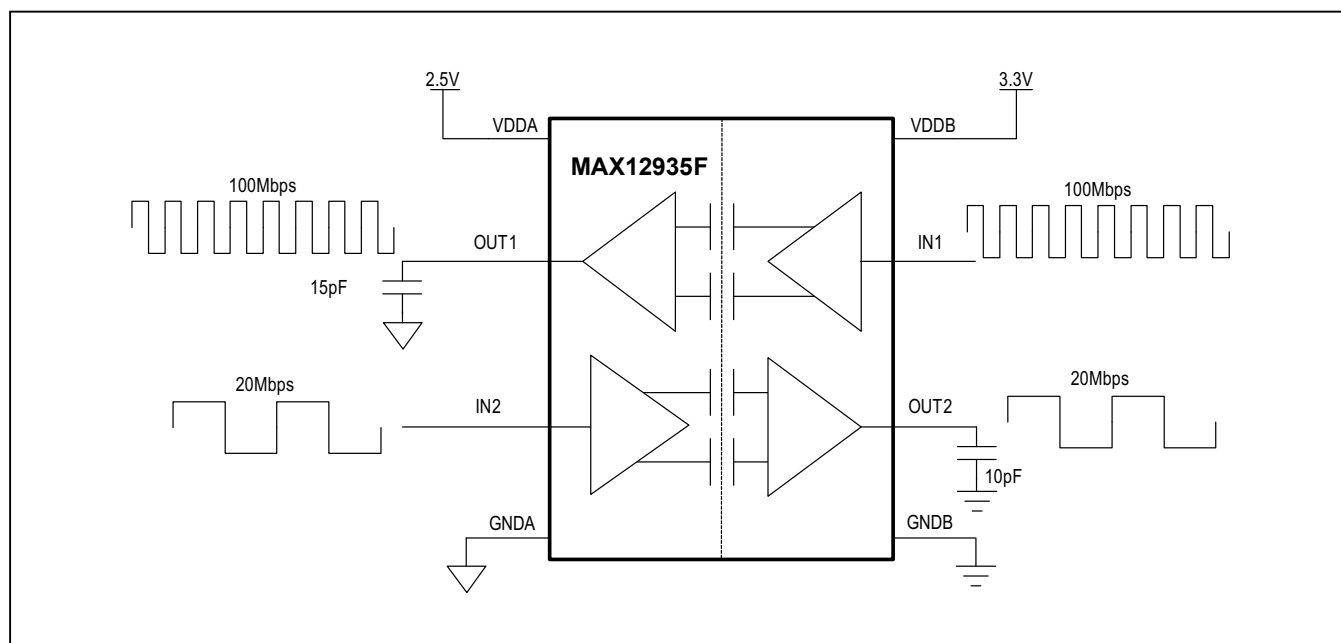 2.5V
3.3V
VDDA
VDDB
MAX12935F
100Mbps
100Mbps
OUT1
IN1
15pF
20Mbps
20Mbps
IN2
OUT2
10pF
GNDA
GNDB